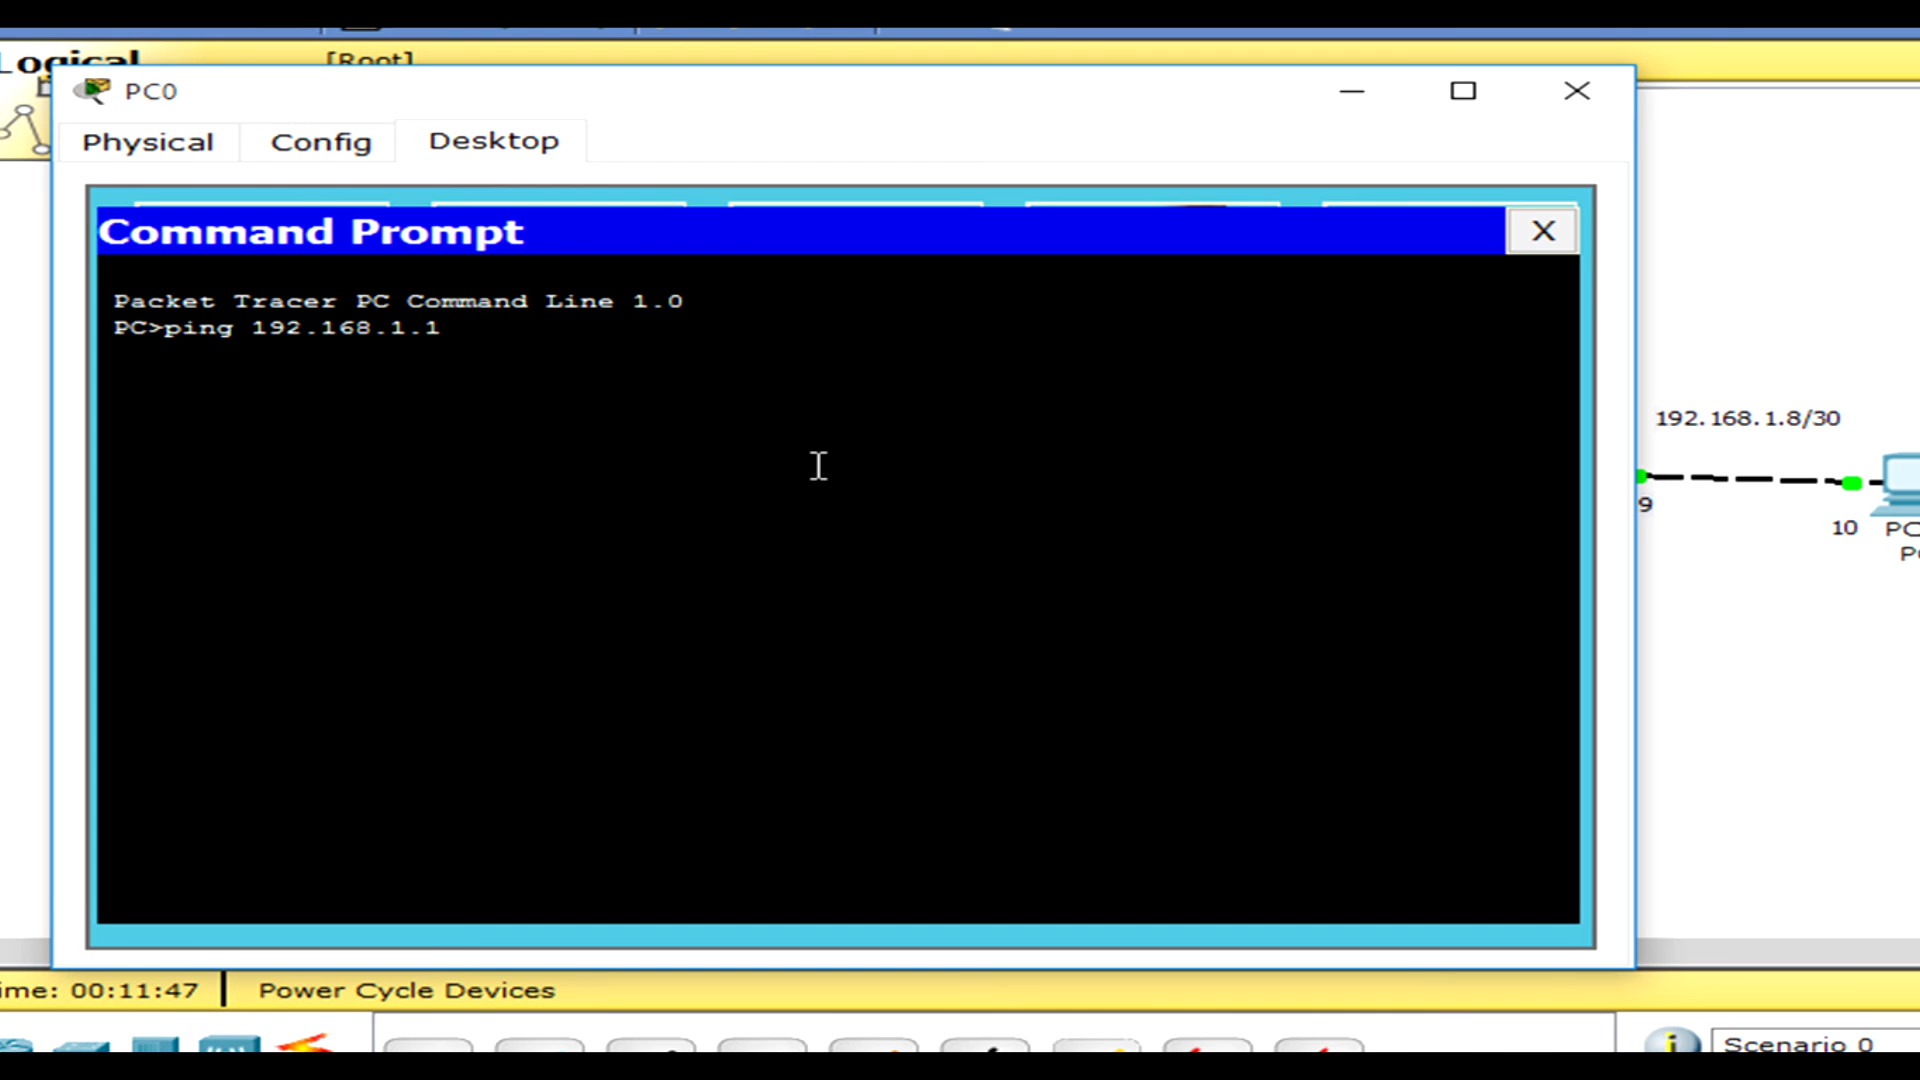 Logical
[Root]
PC0
Physical
Config
Desktop
Command Prompt
X
Packet Tracer PC Command Line 1.0
PC>ping 192.168.1.1
192.168.1.8/30
9
10
PC
ime: 00:11:47
Power Cycle Devices
i
Scenario 0